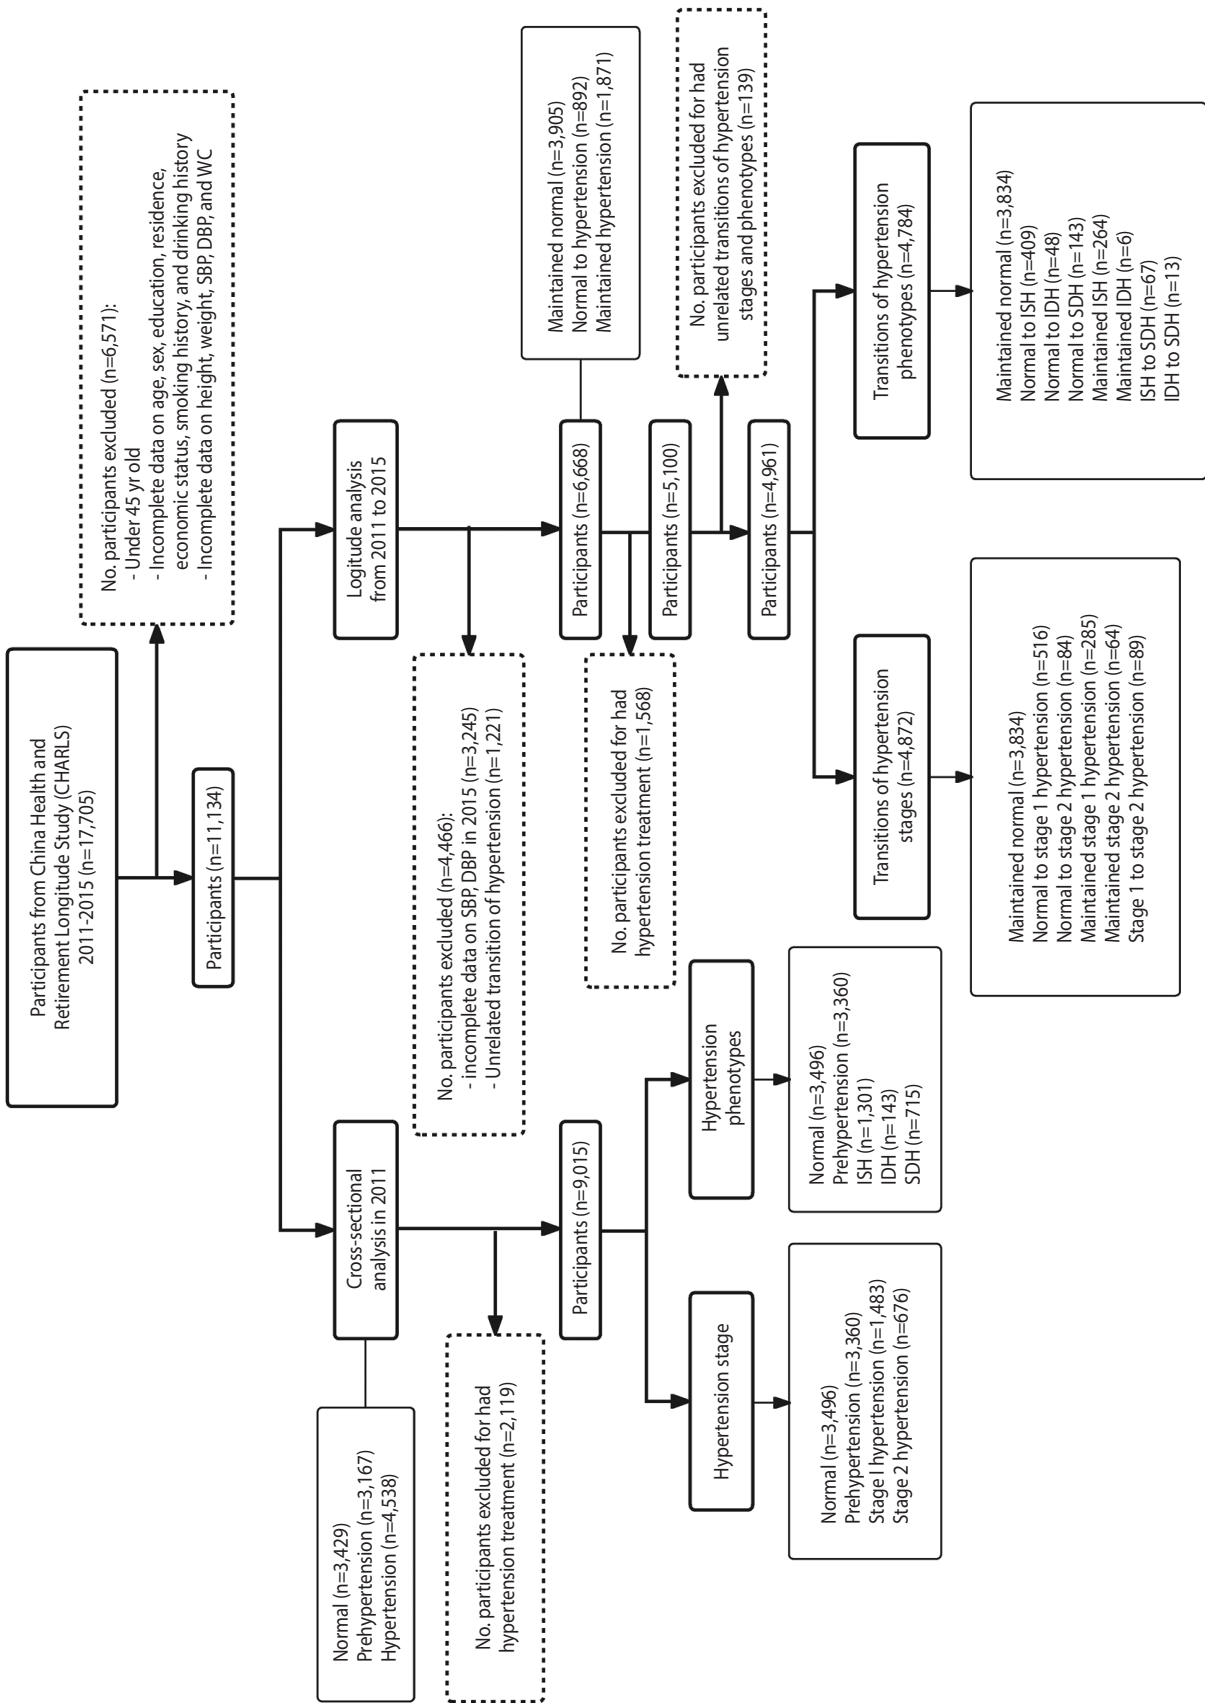 Participants from China Health and
Retirement Longitude Study (CHARLS)
2011-2015 (n=17,705)
No. participants excluded (n=6,571):
- Under 45 yr old
- Incomplete data on age, sex, education, residence,
economic status, smoking history, and drinking history
- Incomplete data on height, weight, SBP, DBP, and WC
Participants (n=11,134)
Normal (n=3,429)
Prehypertension (n=3,167)
Hypertension (n=4,538)
Cross-sectional
analysis in 2011
No. participants excluded for had
hypertension treatment (n=2,119)
Participants (n=9,015)
Hypertension stage
Normal (n=3,496)
Prehypertension (n=3,360)
Stage I hypertension (n=1,483)
Stage 2 hypertension (n=676)
Hypertension
phenotypes
Normal (n=3,496)
Prehypertension (n=3,360)
ISH (n=1,301)
IDH (n=143)
SDH (n=715)
Logitude analysis
from 2011 to 2015
No. participants excluded (n=4,466):
- incomplete data on SBP, DBP in 2015 (n=3,245)
- Unrelated transition of hypertension (n=1,221)
Participants (n=6,668)
Maintained normal (n=3,905)
Normal to hypertension (n=892)
Maintained hypertension (n=1,871)
No. participants excluded for had
hypertension treatment (n=1,568)
Participants (n=5,100)
No. participants excluded for had
unrelated transitions of hypertension
stages and phenotypes (n=139)
Participants (n=4,961)
Transitions of hypertension
stages (n=4,872)
Maintained normal (n=3,834)
Normal to stage 1 hypertension (n=516)
Normal to stage 2 hypertension (n=84)
Maintained stage 1 hypertension (n=285)
Maintained stage 2 hypertension (n=64)
Stage 1 to stage 2 hypertension (n=89)
Transitions of hypertension
phenotypes (n=4,784)
Maintained normal (n=3,834)
Normal to ISH (n=409)
Normal to IDH (n=48)
Normal to SDH (n=143)
Maintained ISH (n=264)
Maintained IDH (n=6)
ISH to SDH (n=67)
IDH to SDH (n=13)